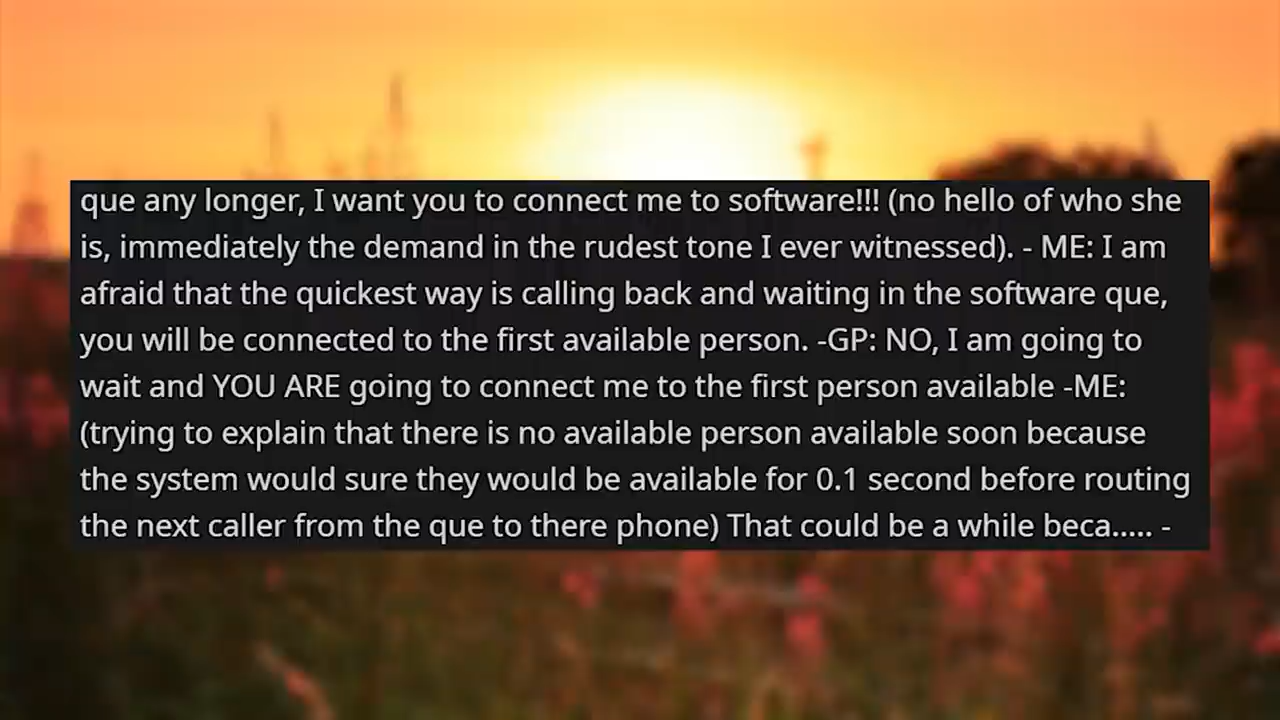 que any longer, I want you to connect me to software!!! (no hello of who she
is, immediately the demand in the rudest tone I ever witnessed). - ME: I am
afraid that the quickest way is calling back and waiting in the software que,
you will be connected to the first available person. -GP: NO, I am going to
wait and YOU ARE going to connect me to the first person available -ME:
(trying to explain that there is no available person available soon because
the system would sure they would be available for 0.1 second before routing
the next caller from the que to there phone) That could be a while beca..... -